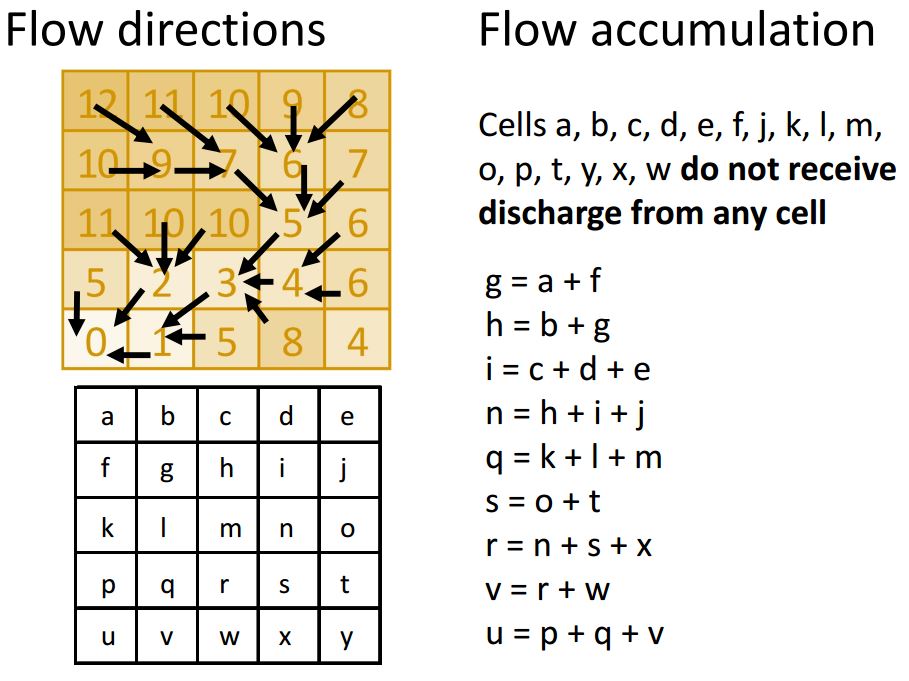 Flow directions
12 11 10 9 8
10 9 7 6 7
11 10 10 5 6
5 2 3 4 6
0 1 5 8 4
a b c d e
f g h i j
k l m n o
p q r s t
u v w x y
Flow accumulation
Cells a, b, c, d, e, f, j, k, l, m,
o, p, t, y, x, w do not receive
discharge from any cell
g = a + f
h = b + g
i = c + d + e
n = h + i + j
q = k + l + m
s = o + t
r = n + s + x
v = r + w
u = p + q + v